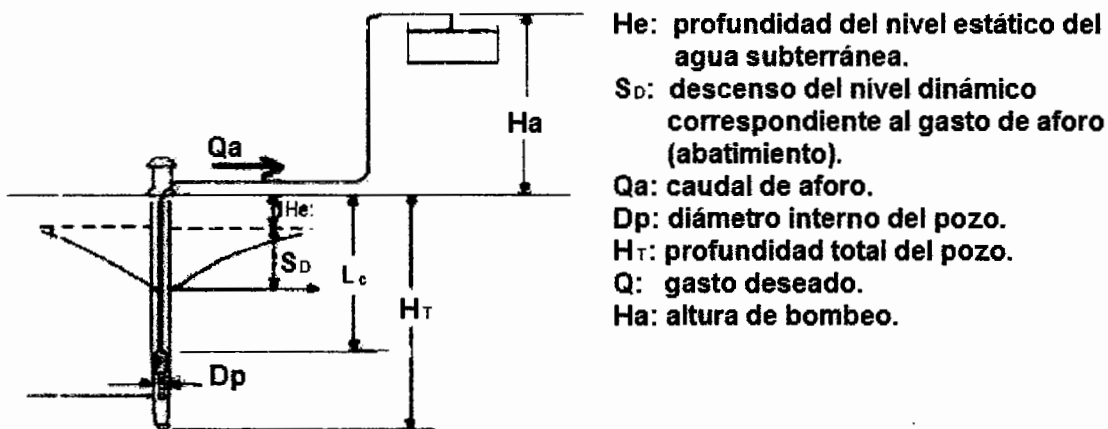 He: profundidad del nivel estático del
agua subterránea.
SD: descenso del nivel dinámico
correspondiente al gasto de aforo
(abatimiento).
Qa: caudal de aforo.
Dp: diámetro interno del pozo.
HT: profundidad total del pozo.
Q: gasto deseado.
Ha: altura de bombeo.
Ha
Qa
He:
SD
Lc
HT
Dp